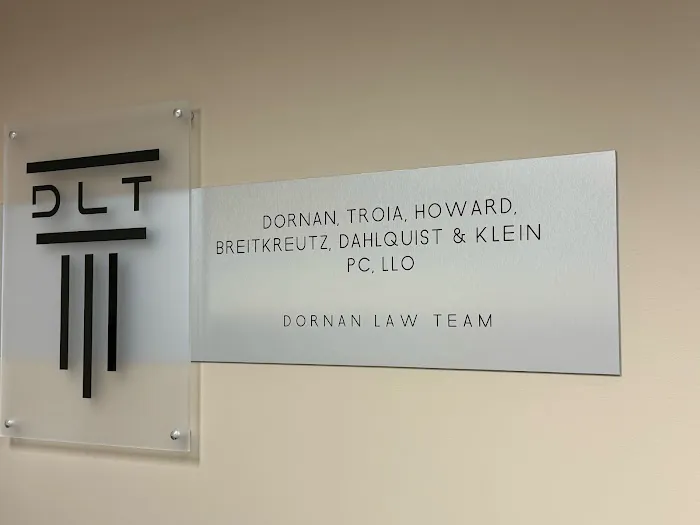 DLT
DORNAN, TROIA, HOWARD,
BREITKREUTZ, DAHLQUIST & KLEIN
PC, LLO
DORNAN LAW TEAM